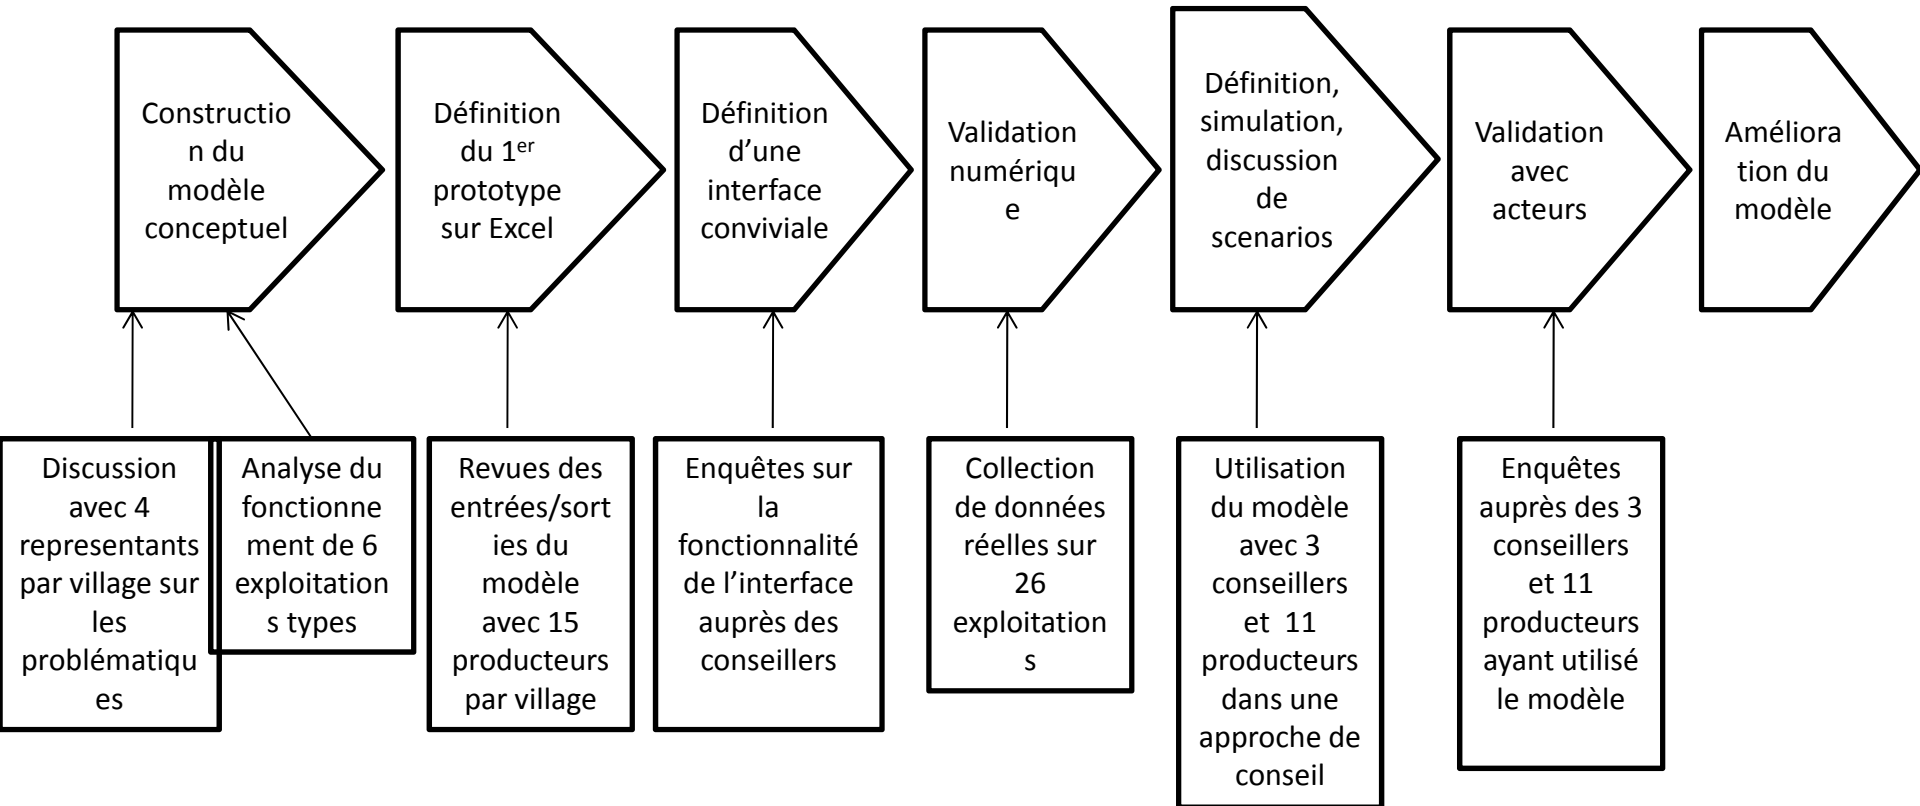 Constructio
n du
modèle
conceptuel
Définition
du 1er
prototype
sur Excel
Définition
d’une
interface
conviviale
Validation
numériqu
e
Définition,
simulation,
discussion
de
scenarios
Validation
avec
acteurs
Améliora
tion du
modèle
Discussion
avec 4
representants
par village sur
les
problématiqu
es
Analyse du
fonctionne
ment de 6
exploitation
s types
Revues des
entrées/sort
ies du
modèle
avec 15
producteurs
par village
Enquêtes sur
la
fonctionnalité
de l’interface
auprès des
conseillers
Collection
de données
réelles sur
26
exploitation
s
Utilisation
du modèle
avec 3
conseillers
et 11
producteurs
dans une
approche de
conseil
Enquêtes
auprès des 3
conseillers
et 11
producteurs
ayant utilisé
le modèle